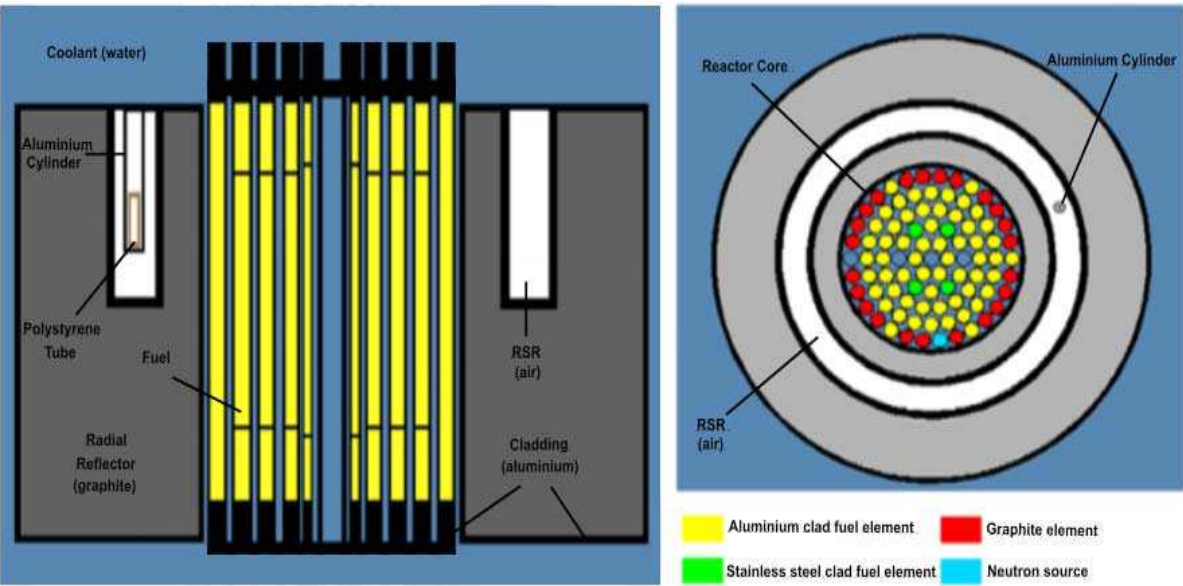 Coolant (water)
Aluminium
Cylinder
Polystyrene
Tube
Fuel
Radial
Reflector
(graphite)
RSR
(air)
Cladding
(aluminium)
Reactor Core
Aluminium Cylinder
RSR
(air)
Aluminium clad fuel element
Graphite element
Stainless steel clad fuel element
Neutron source